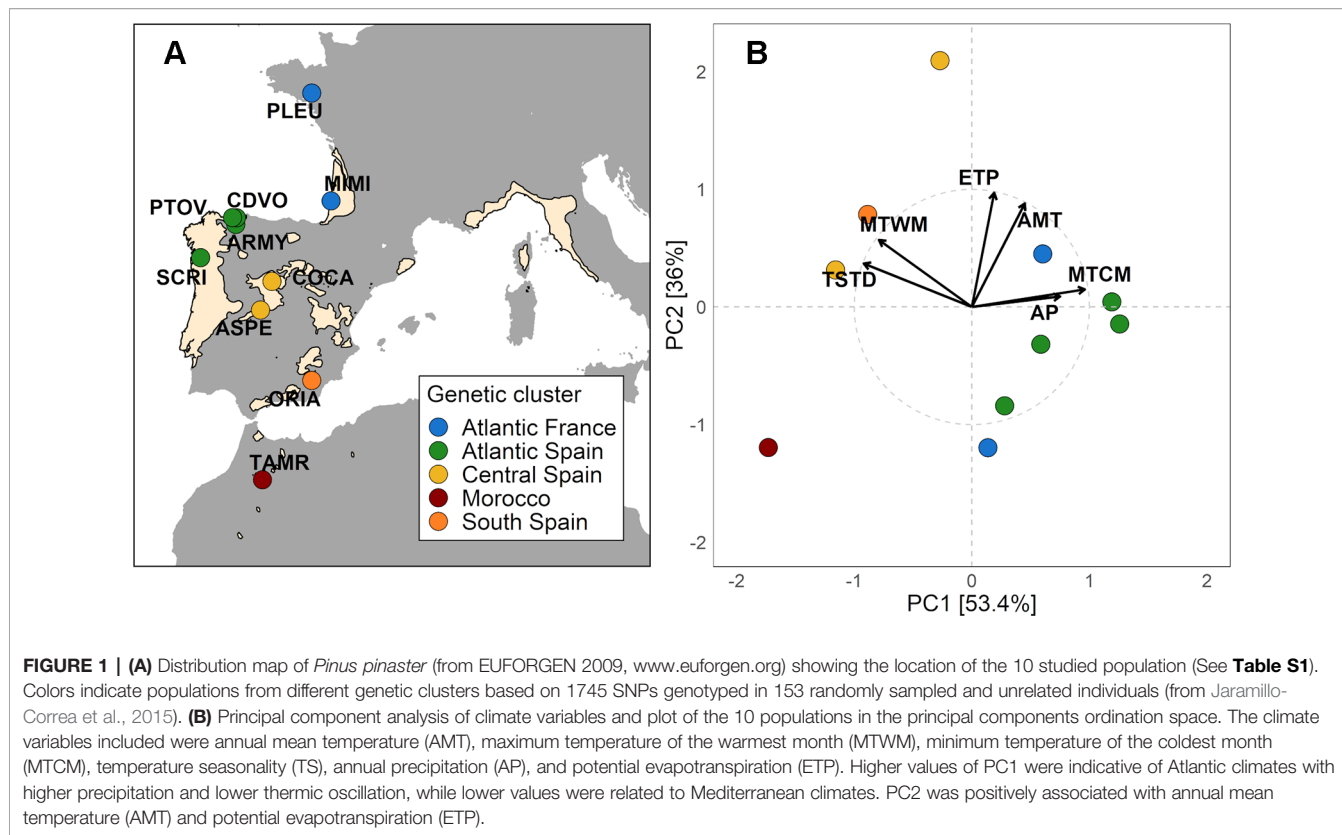 A
PLEU
MIMI
CDVO
PTOV
ARMY
SCRI
COCA
ASPE
ORIA
TAMR
Genetic cluster
Atlantic France
Atlantic Spain
Central Spain
Morocco
South Spain
B
ETP
AMT
MTWM
TSTD
MTCM
AP
2
1
0
-1
-2
PC2 [36%]
-2 -1 0 1 2
PC1 [53.4%]
FIGURE 1 | (A) Distribution map of Pinus pinaster (from EUFORGEN 2009, www.euforgen.org) showing the location of the 10 studied population (See Table S1).
Colors indicate populations from different genetic clusters based on 1745 SNPs genotyped in 153 randomly sampled and unrelated individuals (from Jaramillo-
Correa et al., 2015). (B) Principal component analysis of climate variables and plot of the 10 populations in the principal components ordination space. The climate
variables included were annual mean temperature (AMT), maximum temperature of the warmest month (MTWM), minimum temperature of the coldest month
(MTCM), temperature seasonality (TS), annual precipitation (AP), and potential evapotranspiration (ETP). Higher values of PC1 were indicative of Atlantic climates with
higher precipitation and lower thermic oscillation, while lower values were related to Mediterranean climates. PC2 was positively associated with annual mean
temperature (AMT) and potential evapotranspiration (ETP).